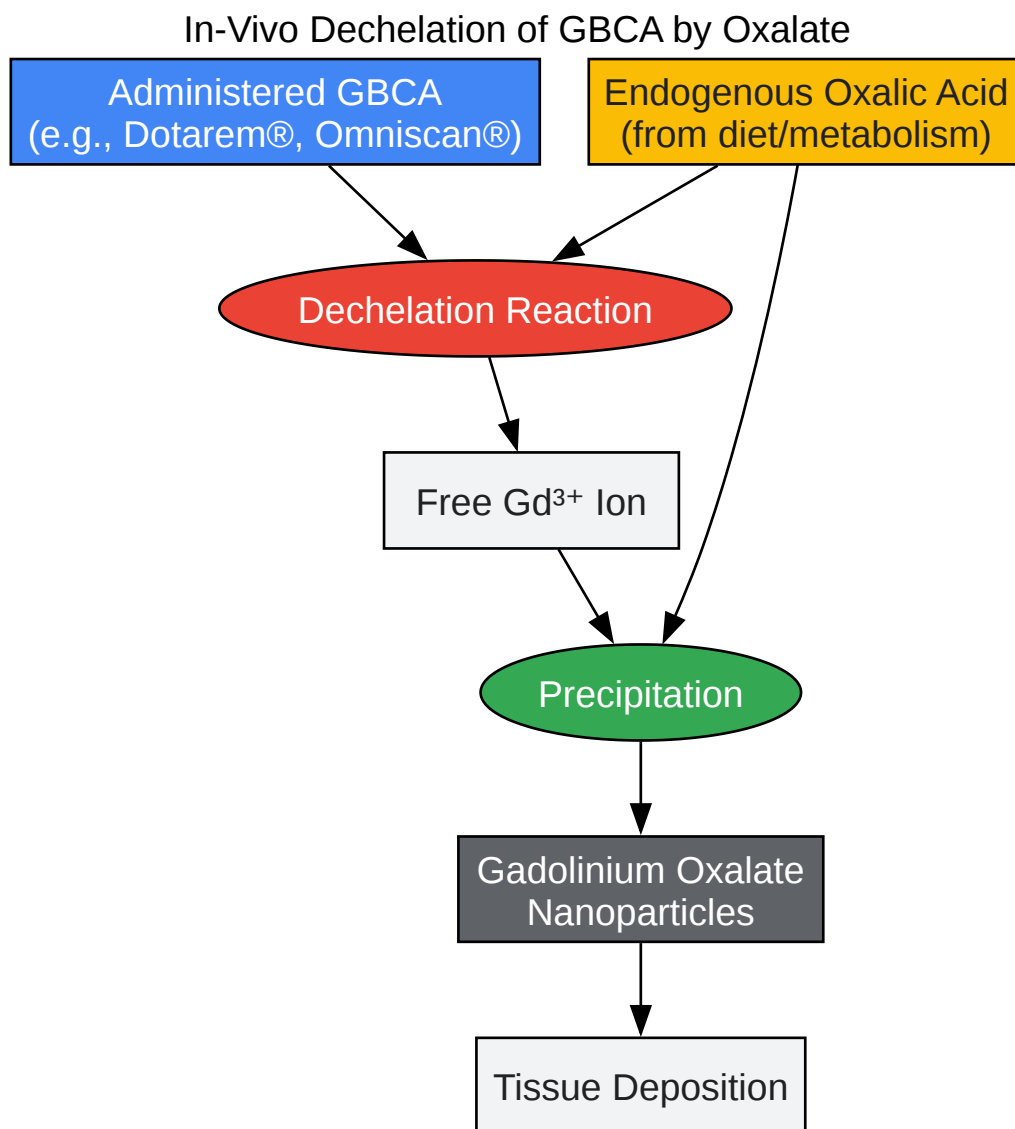 In-Vivo Dechelation of GBCA by Oxalate
Administered GBCA
(e.g., Dotarem®, Omniscan®)
Endogenous Oxalic Acid
(from diet/metabolism)
Dechelation Reaction
Free Gd³⁺ Ion
Precipitation
Gadolinium Oxalate
Nanoparticles
Tissue Deposition